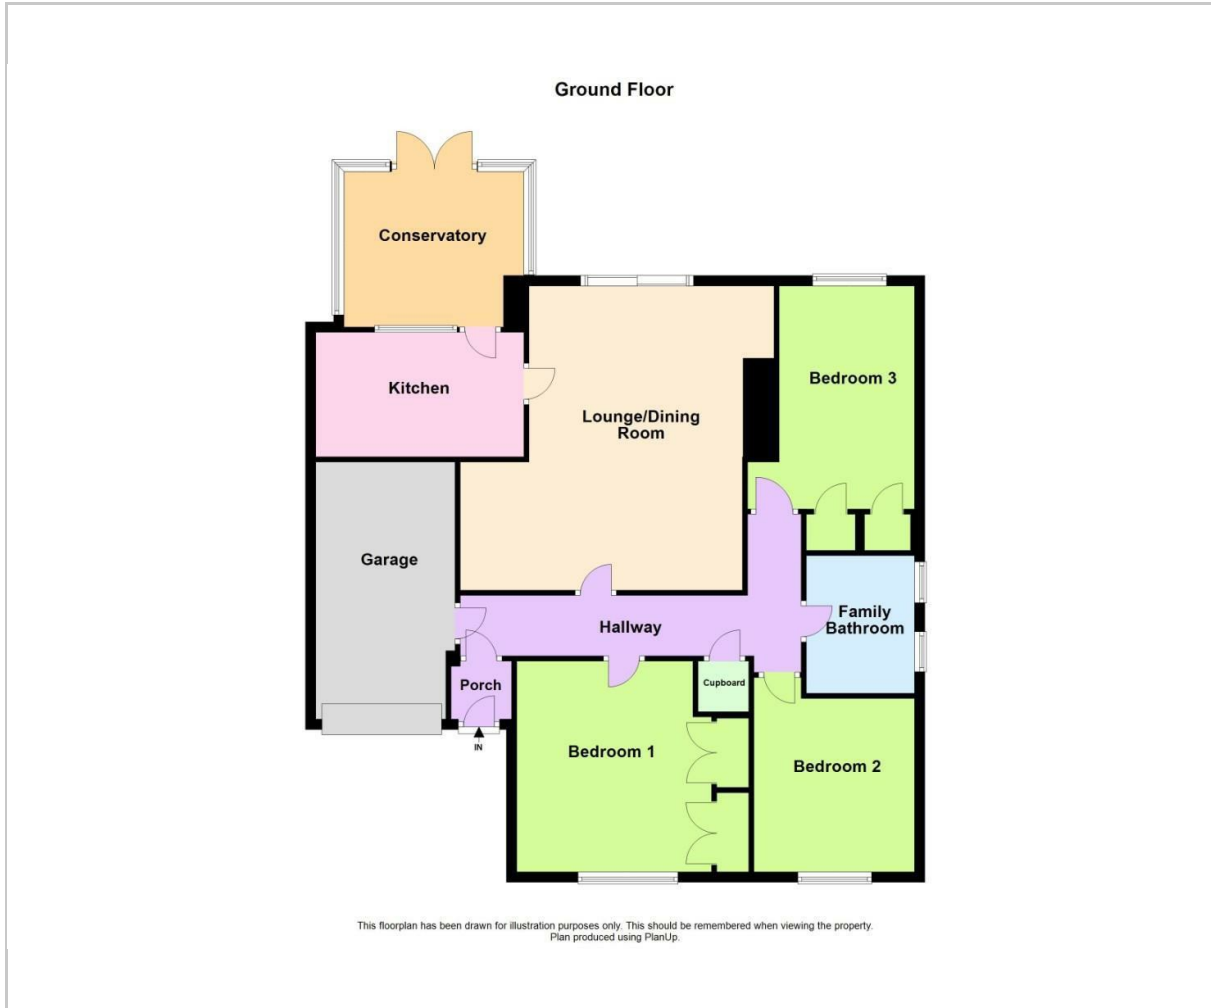 Ground Floor
Conservatory
Kitchen
Bedroom 3
Lounge/Dining
Room
Garage
Family
Bathroom
Hallway
Porch
Cupboard
IN
Bedroom 1
Bedroom 2
This floorplan has been drawn for illustration purposes only. This should be remembered when viewing the property.
Plan produced using PlanUp.